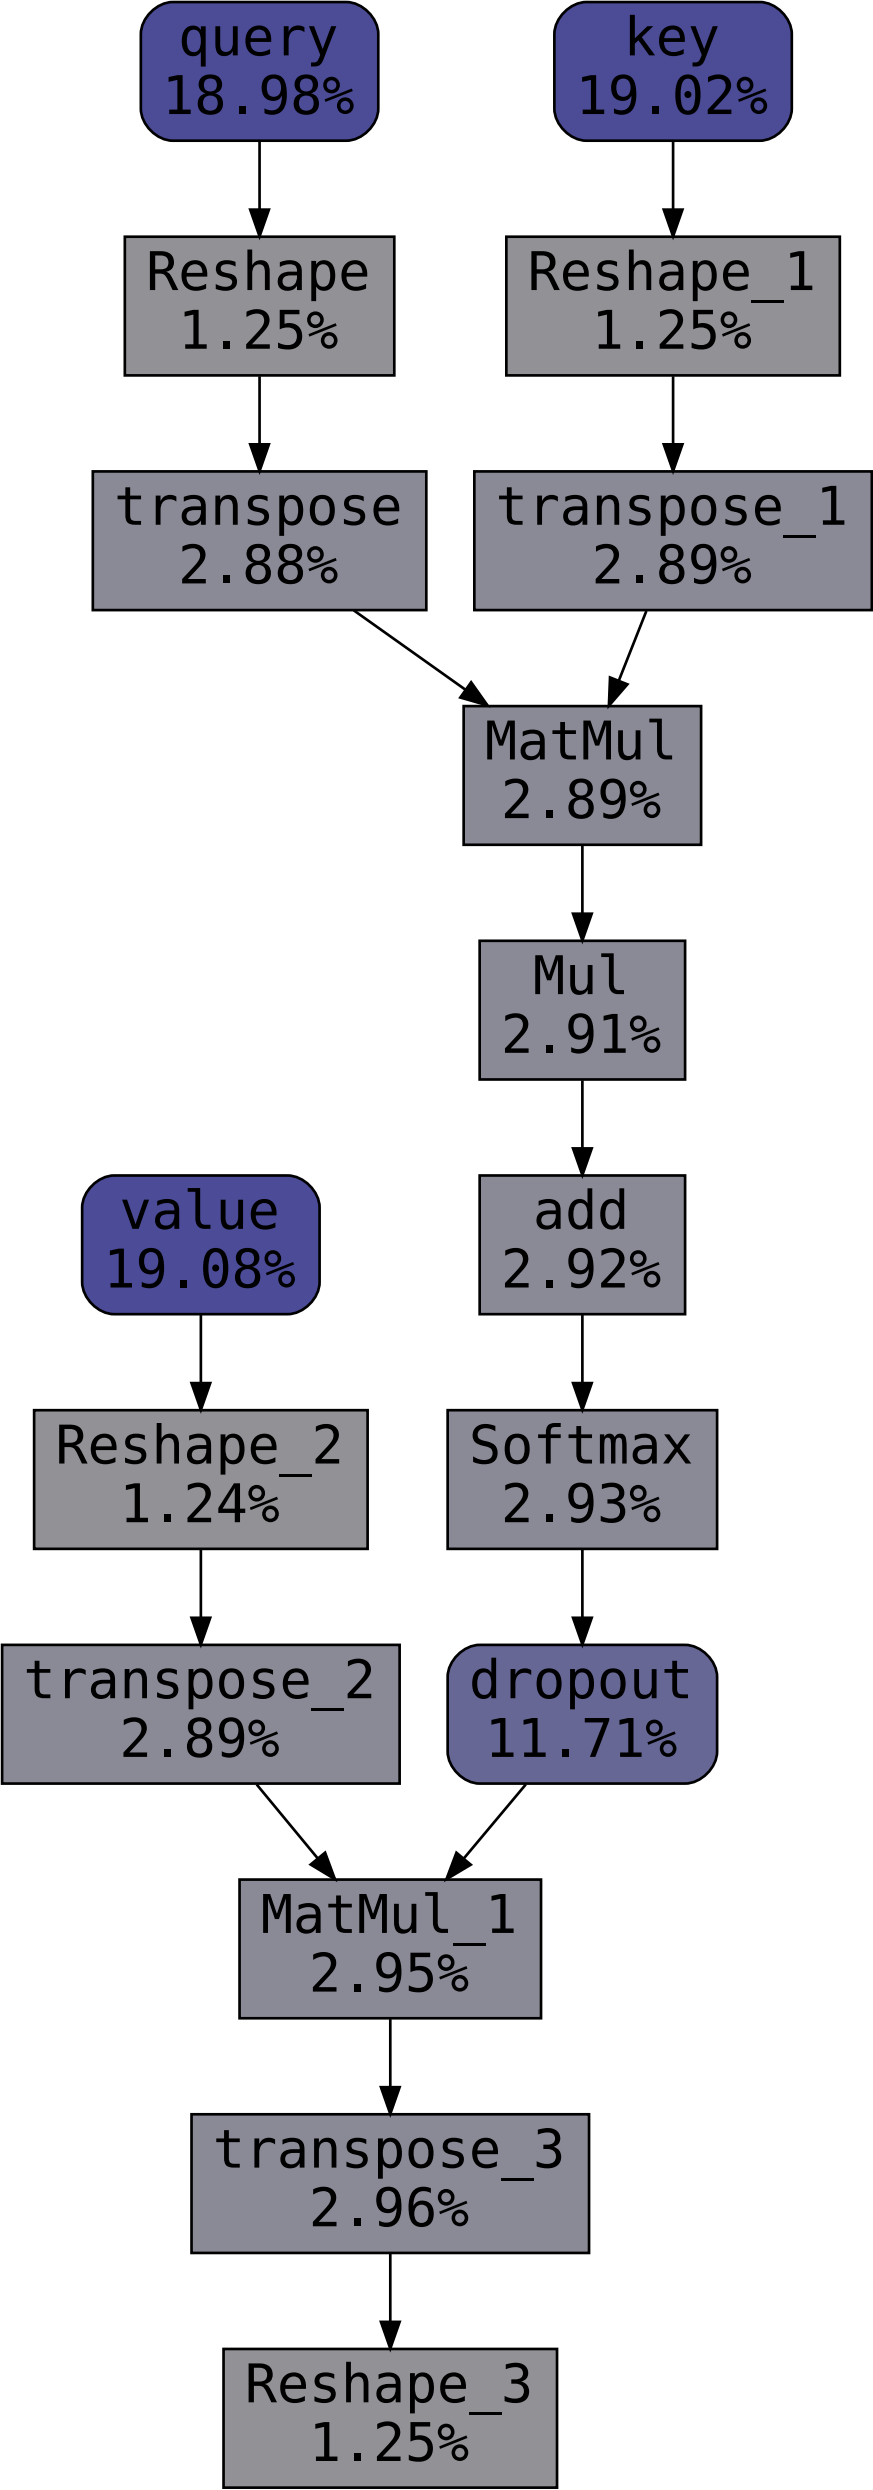 query
18.98%
key
19.02%
Reshape
1.25%
Reshape_1
1.25%
transpose
2.88%
transpose_1
2.89%
MatMul
2.89%
Mul
2.91%
add
2.92%
value
19.08%
Softmax
2.93%
Reshape_2
1.24%
dropout
11.71%
transpose_2
2.89%
MatMul_1
2.95%
transpose_3
2.96%
Reshape_3
1.25%